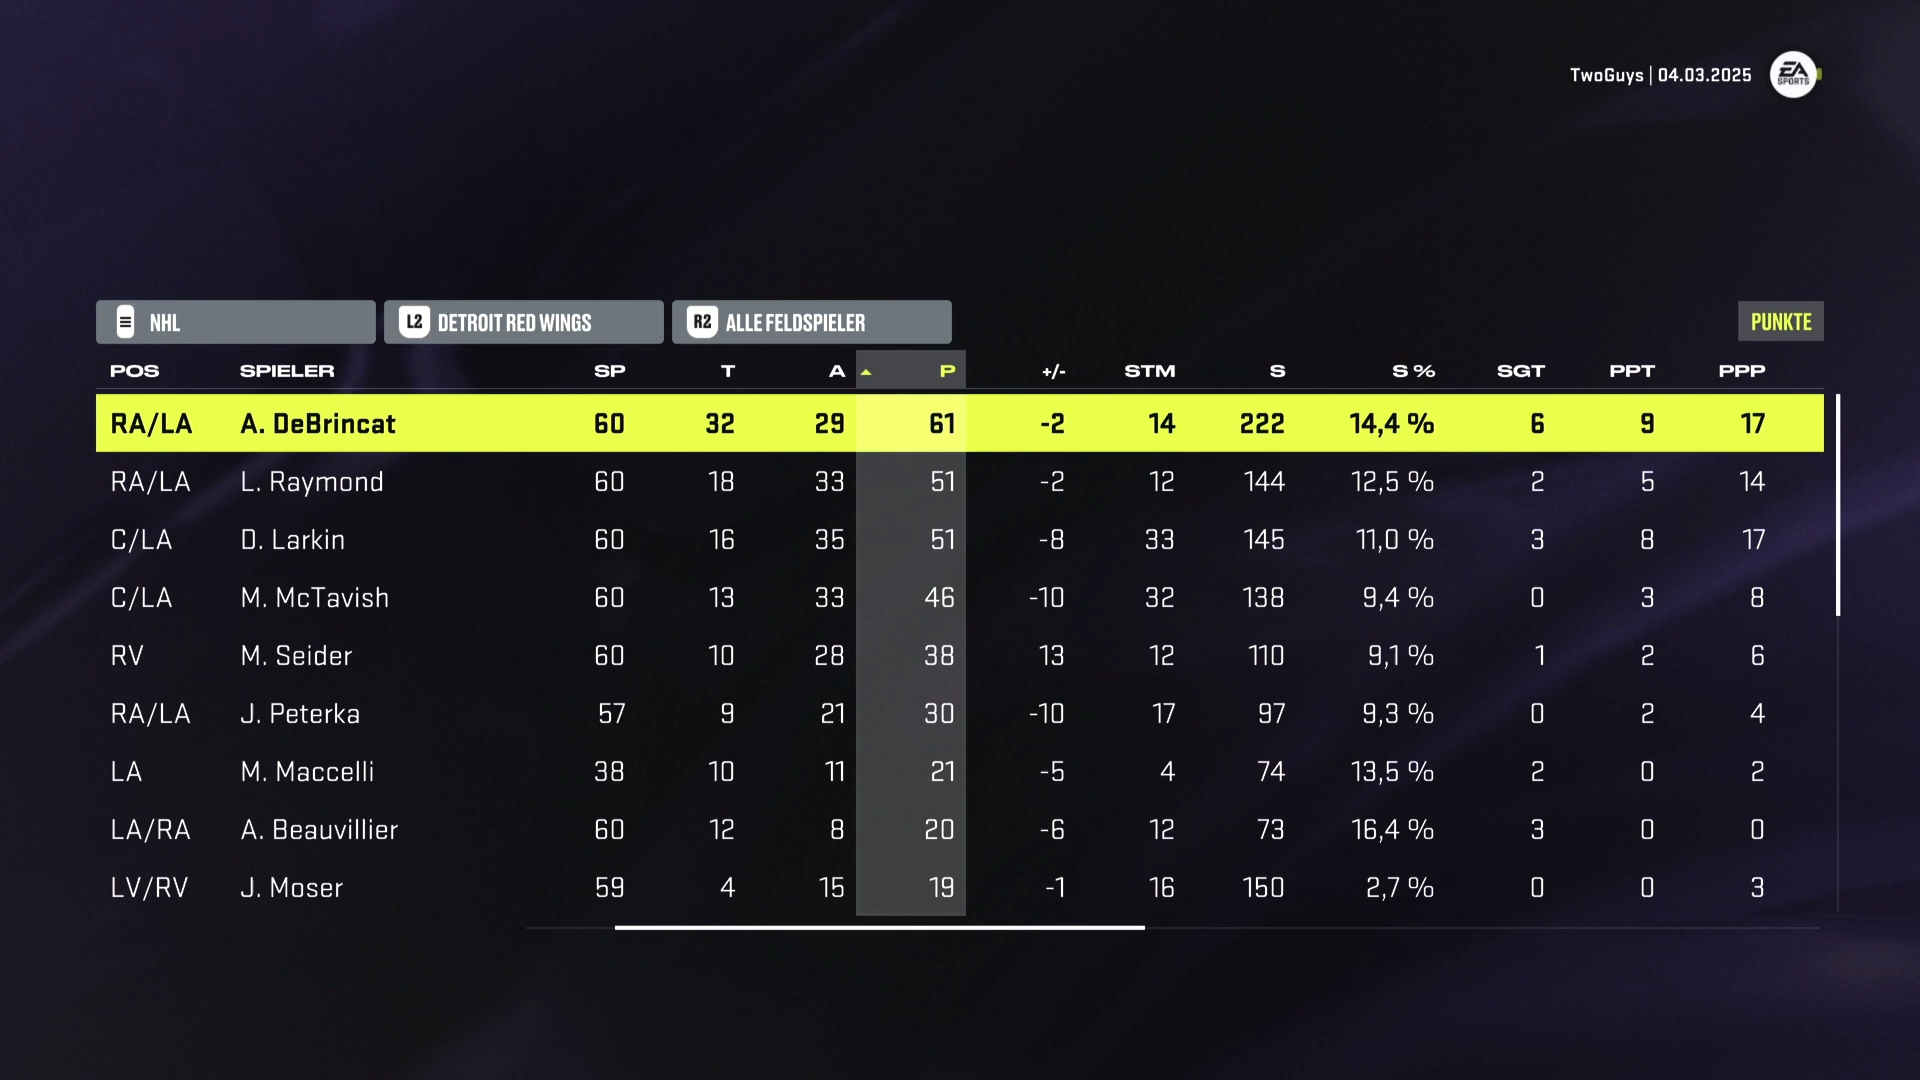 TwoGuys | 04.03.2025 EA SPORTS
NHL L2 DETROIT RED WINGS R2 ALLE FELDSPIELER PUNKTE
POS SPIELER SP T A P +/- STM S S % SGT PPT PPP
RA/LA A. DeBrincat 60 32 29 61 -2 14 222 14,4 % 6 9 17
RA/LA L. Raymond 60 18 33 51 -2 12 144 12,5 % 2 5 14
C/LA D. Larkin 60 16 35 51 -8 33 145 11,0 % 3 8 17
C/LA M. McTavish 60 13 33 46 -10 32 138 9,4 % 0 3 8
RV M. Seider 60 10 28 38 13 12 110 9,1 % 1 2 6
RA/LA J. Peterka 57 9 21 30 -10 17 97 9,3 % 0 2 4
LA M. Maccelli 38 10 11 21 -5 4 74 13,5 % 2 0 2
LA/RA A. Beauvillier 60 12 8 20 -6 12 73 16,4 % 3 0 0
LV/RV J. Moser 59 4 15 19 -1 16 150 2,7 % 0 0 3